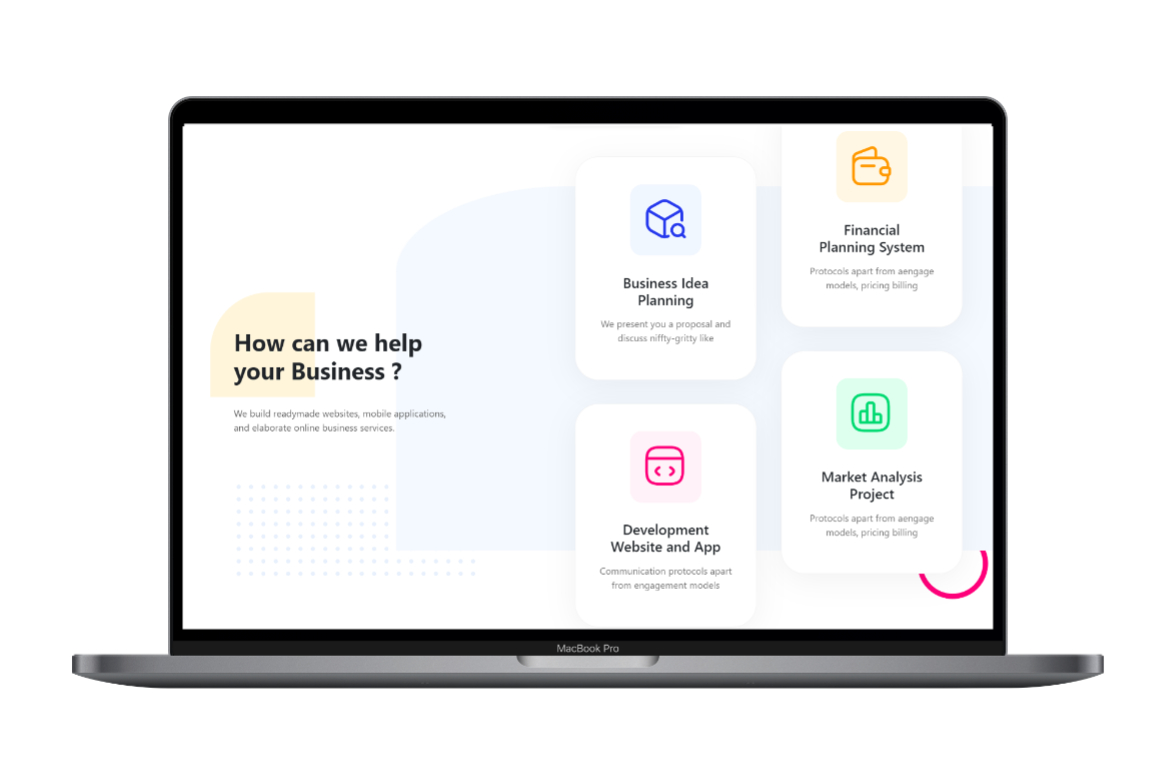 How can we help
your Business ?
We build readymade websites, mobile applications,
and elaborate online business services.
Business Idea
Planning
We present you a proposal and
discuss niffty-gritty like
Financial
Planning System
Protocols apart from aengage
models, pricing billing
Development
Website and App
Communication protocols apart
from engagement models
Market Analysis
Project
Protocols apart from aengage
models, pricing billing
MacBook Pro